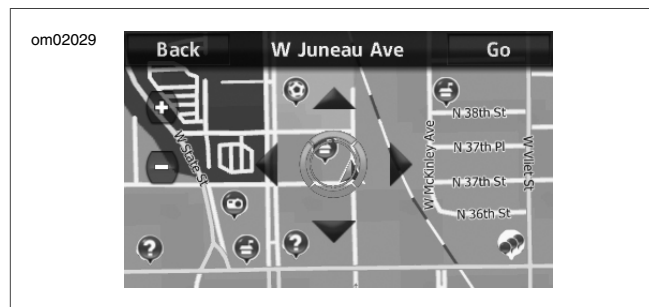 om02029
Back W Juneau Ave Go
+
N 38th St
W State St
N 37th Pl
W McKinley Ave
W Vliet St
−
N 37th St
N 36th St
? ?